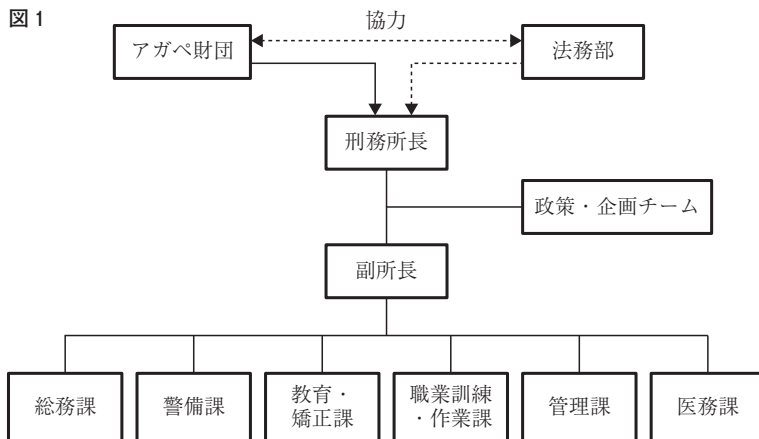 図1
協力
アガペ財団
法務部
刑務所長
政策・企画チーム
副所長
総務課
警備課
教育・
矯正課
職業訓練
・作業課
管理課
医務課